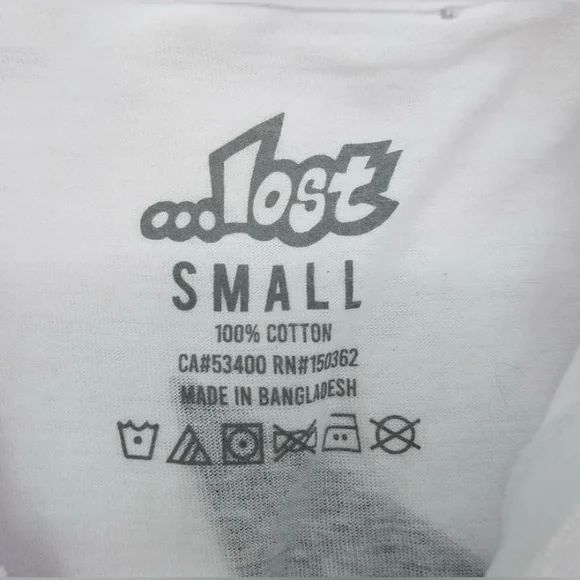 ...lost
SMALL
100% COTTON
CA#53400 RN#150362
MADE IN BANGLADESH